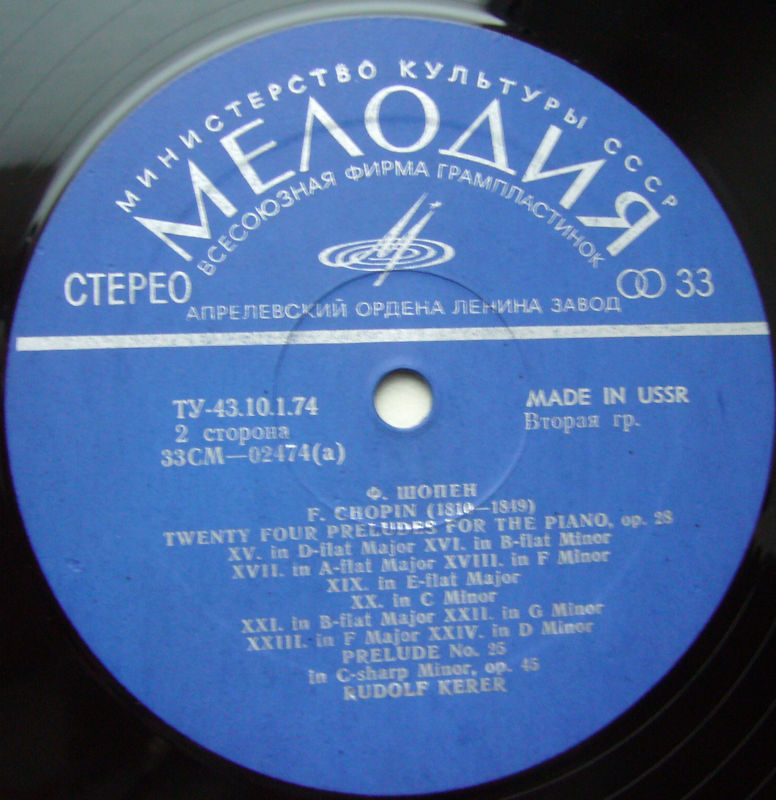 МИНИСТЕРСТВО КУЛЬТУРЫ СССР
МЕЛОДИЯ
ВСЕСОЮЗНАЯ ФИРМА ГРАМПЛАСТИНОК
СТЕРЕО
33
АПРЕЛЕВСКИЙ ОРДЕНА ЛЕНИНА ЗАВОД
ТУ-43.10.1.74
2 сторона
33СМ—02474(а)
MADE IN USSR
Вторая гр.
Ф. ШОПЕН
F. CHOPIN (1810—1849)
TWENTY FOUR PRELUDES FOR THE PIANO, op. 28
XV. in D-flat Major XVI. in B-flat Minor
XVII. in A-flat Major XVIII. in F Minor
XIX. in E-flat Major
XX. in C Minor
XXI. in B-flat Major XXII. in G Minor
XXIII. in F Major XXIV. in D Minor
PRELUDE No. 25
in C-sharp Minor, op. 45
RUDOLF KERER